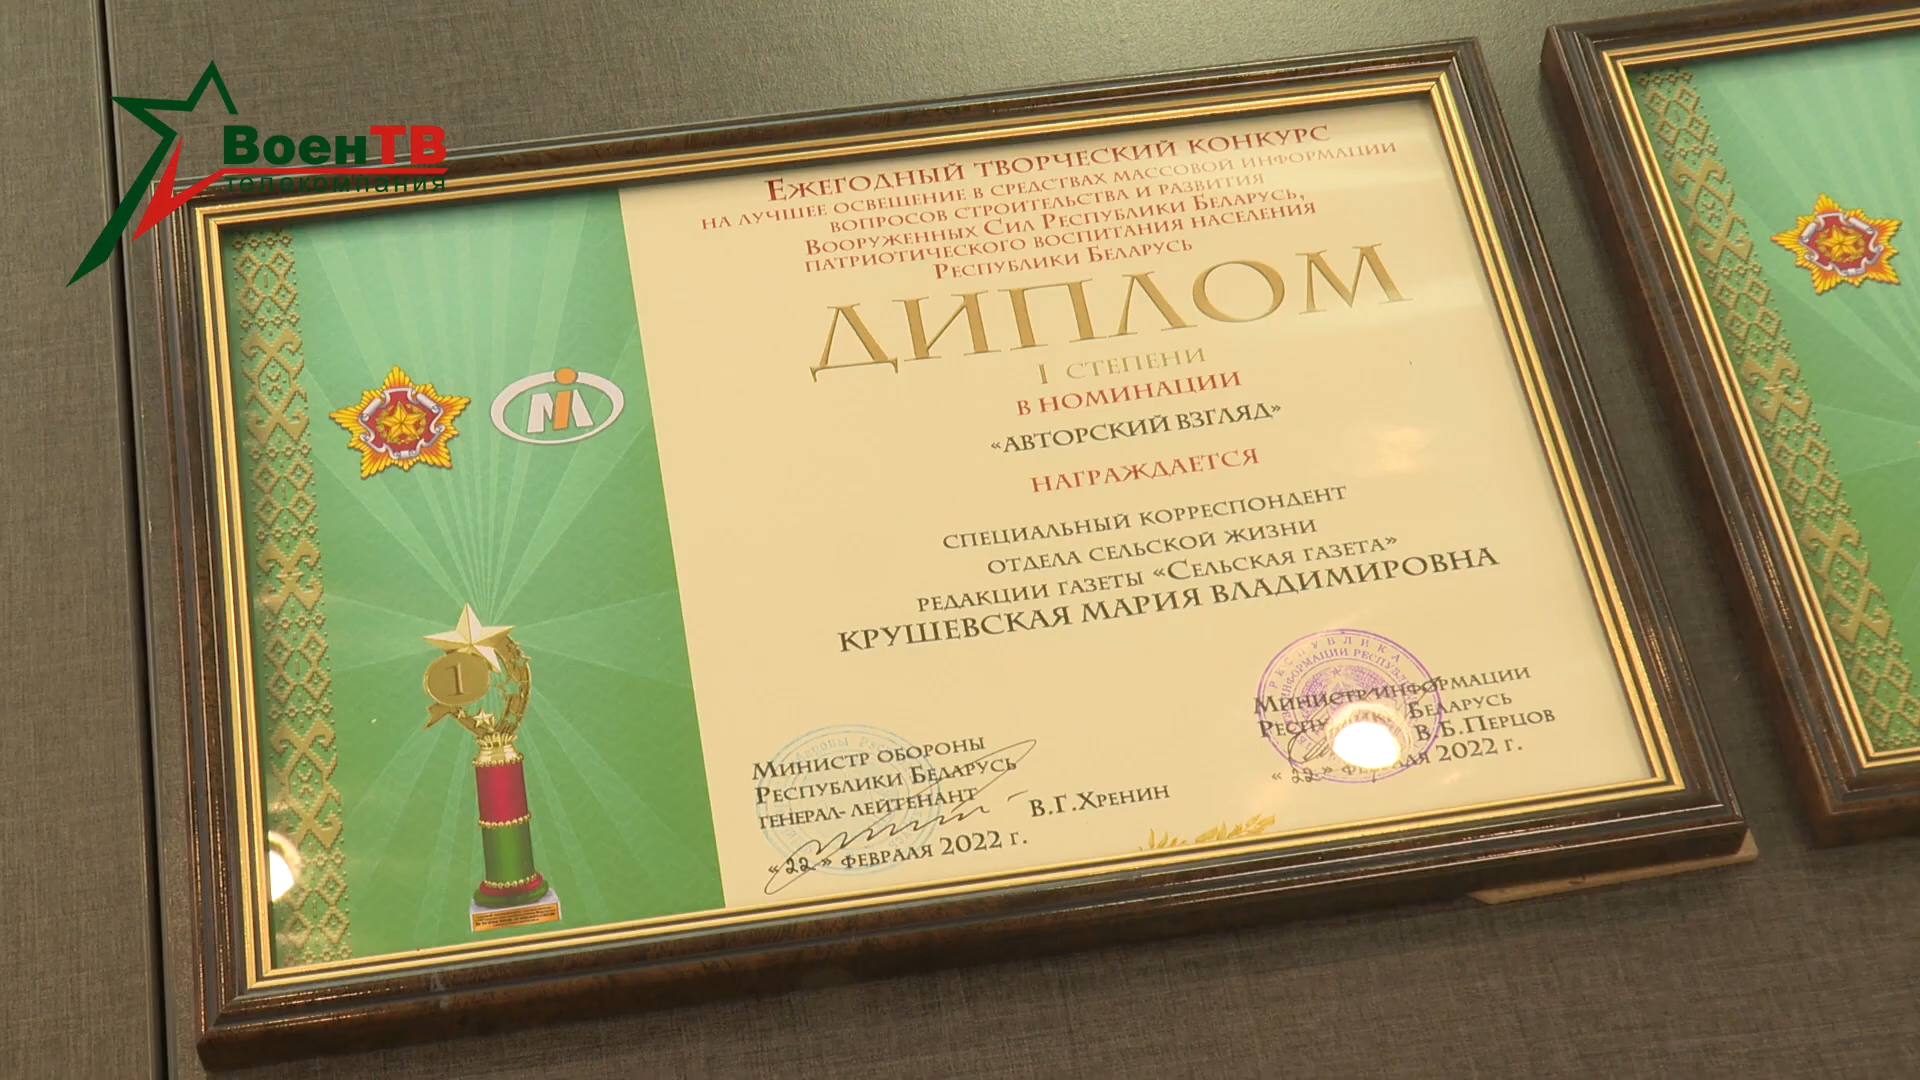 ВоенТВ
телекомпания
Ежегодный творческий конкурс
на лучшее освещение в средствах массовой информации
вопросов строительства и развития
Вооруженных Сил Республики Беларусь,
патриотического воспитания населения
Республики Беларусь
ДИПЛОМ
I степени
в номинации
«Авторский взгляд»
награждается
специальный корреспондент
отдела сельской жизни
редакции газеты «Сельская газета»
Крушевская Мария Владимировна
1
Министр обороны
Республики Беларусь
генерал-лейтенант
В.Г.Хренин
«22» февраля 2022 г.
Министр информации
Республики Беларусь
В.Б.Перцов
«22» февраля 2022 г.